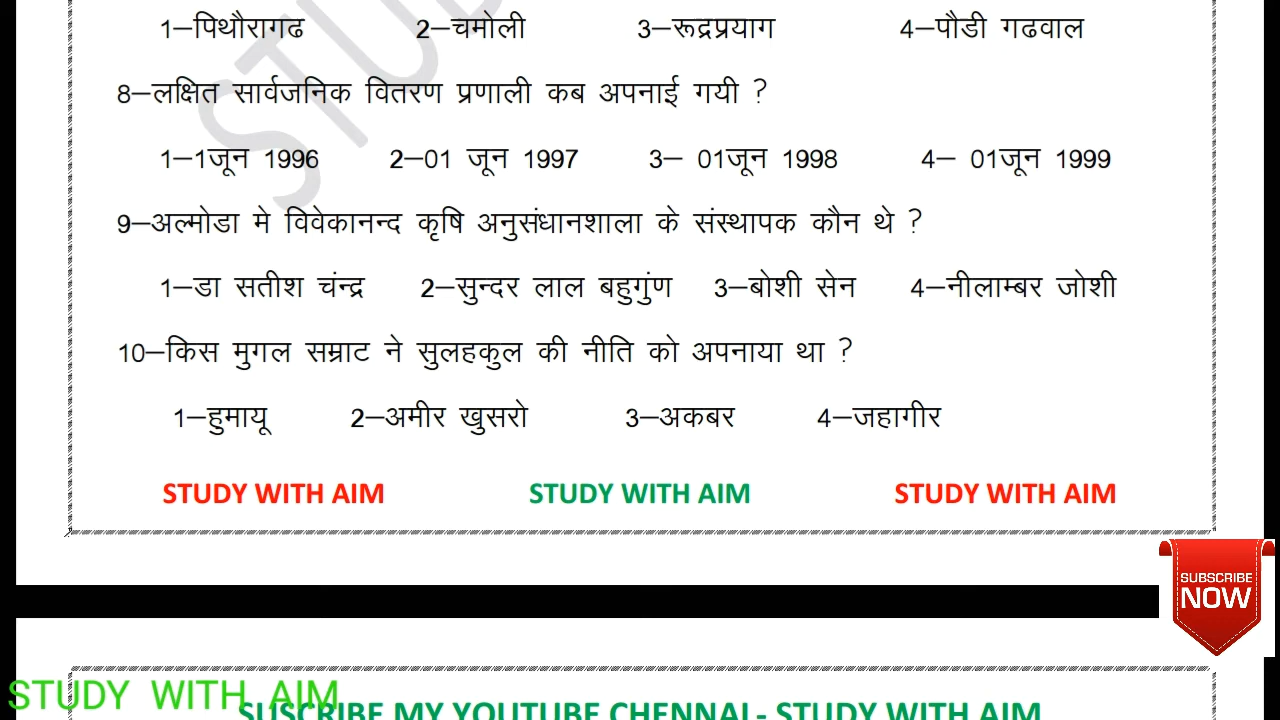 1–पिथौरागढ 2–चमोली 3–रूद्रप्रयाग 4–पौडी गढवाल
8–लक्षित सार्वजनिक वितरण प्रणाली कब अपनाई गयी ?
1–1जून 1996 2–01 जून 1997 3– 01जून 1998 4– 01जून 1999
9–अल्मोडा मे विवेकानन्द कृषि अनुसंधानशाला के संस्थापक कौन थे ?
1–डा सतीश चंन्द्र 2–सुन्दर लाल बहुगुंण 3–बोशी सेन 4–नीलाम्बर जोशी
10–किस मुगल सम्राट ने सुलहकुल की नीति को अपनाया था ?
1–हुमायू 2–अमीर खुसरो 3–अकबर 4–जहागीर
STUDY WITH AIM STUDY WITH AIM STUDY WITH AIM
SUBSCRIBE
NOW
STUDY WITH AIM
SUSCRIBE MY YOUTUBE CHENNAL- STUDY WITH AIM